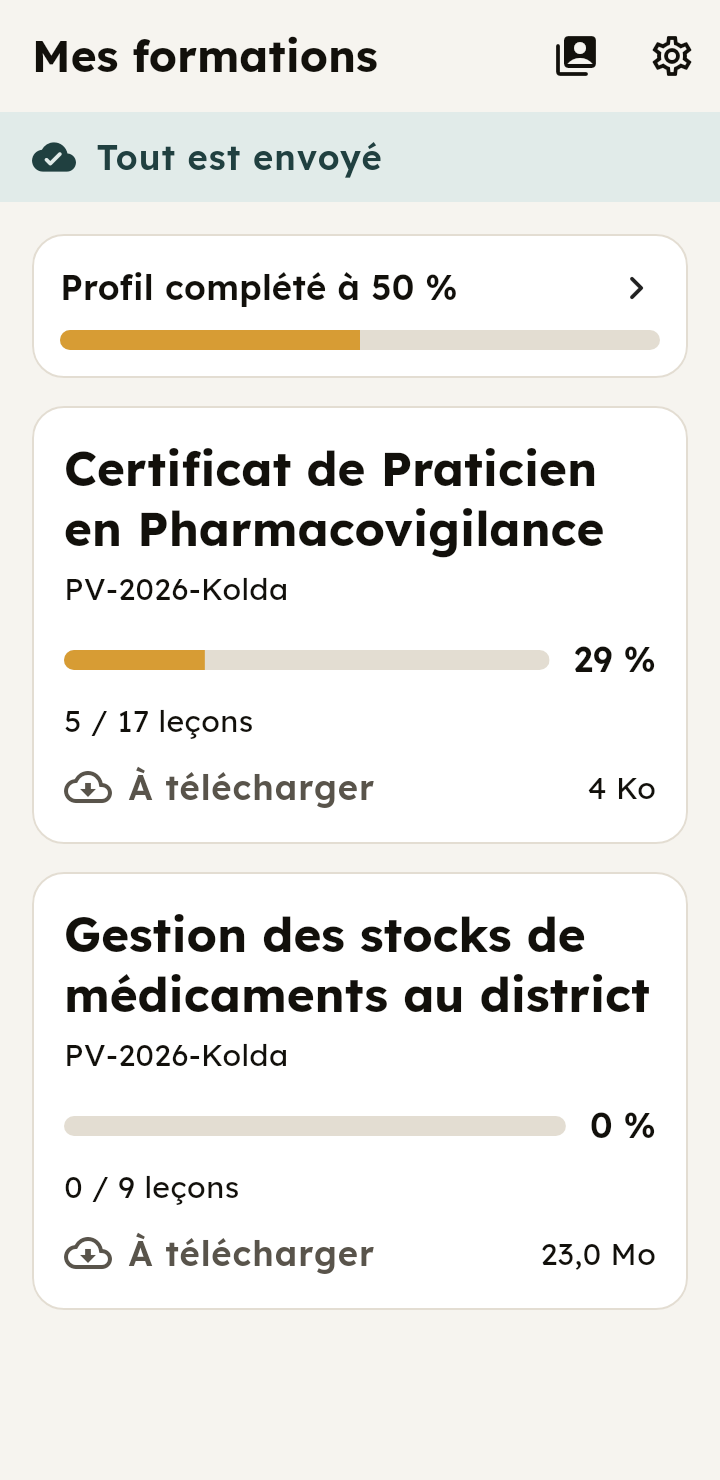 Mes formations
Tout est envoyé
Profil complété à 50 %
Certificat de Praticien
en Pharmacovigilance
PV-2026-Kolda
29 %
5 / 17 leçons
À télécharger 4 Ko
Gestion des stocks de
médicaments au district
PV-2026-Kolda
0 %
0 / 9 leçons
À télécharger 23,0 Mo